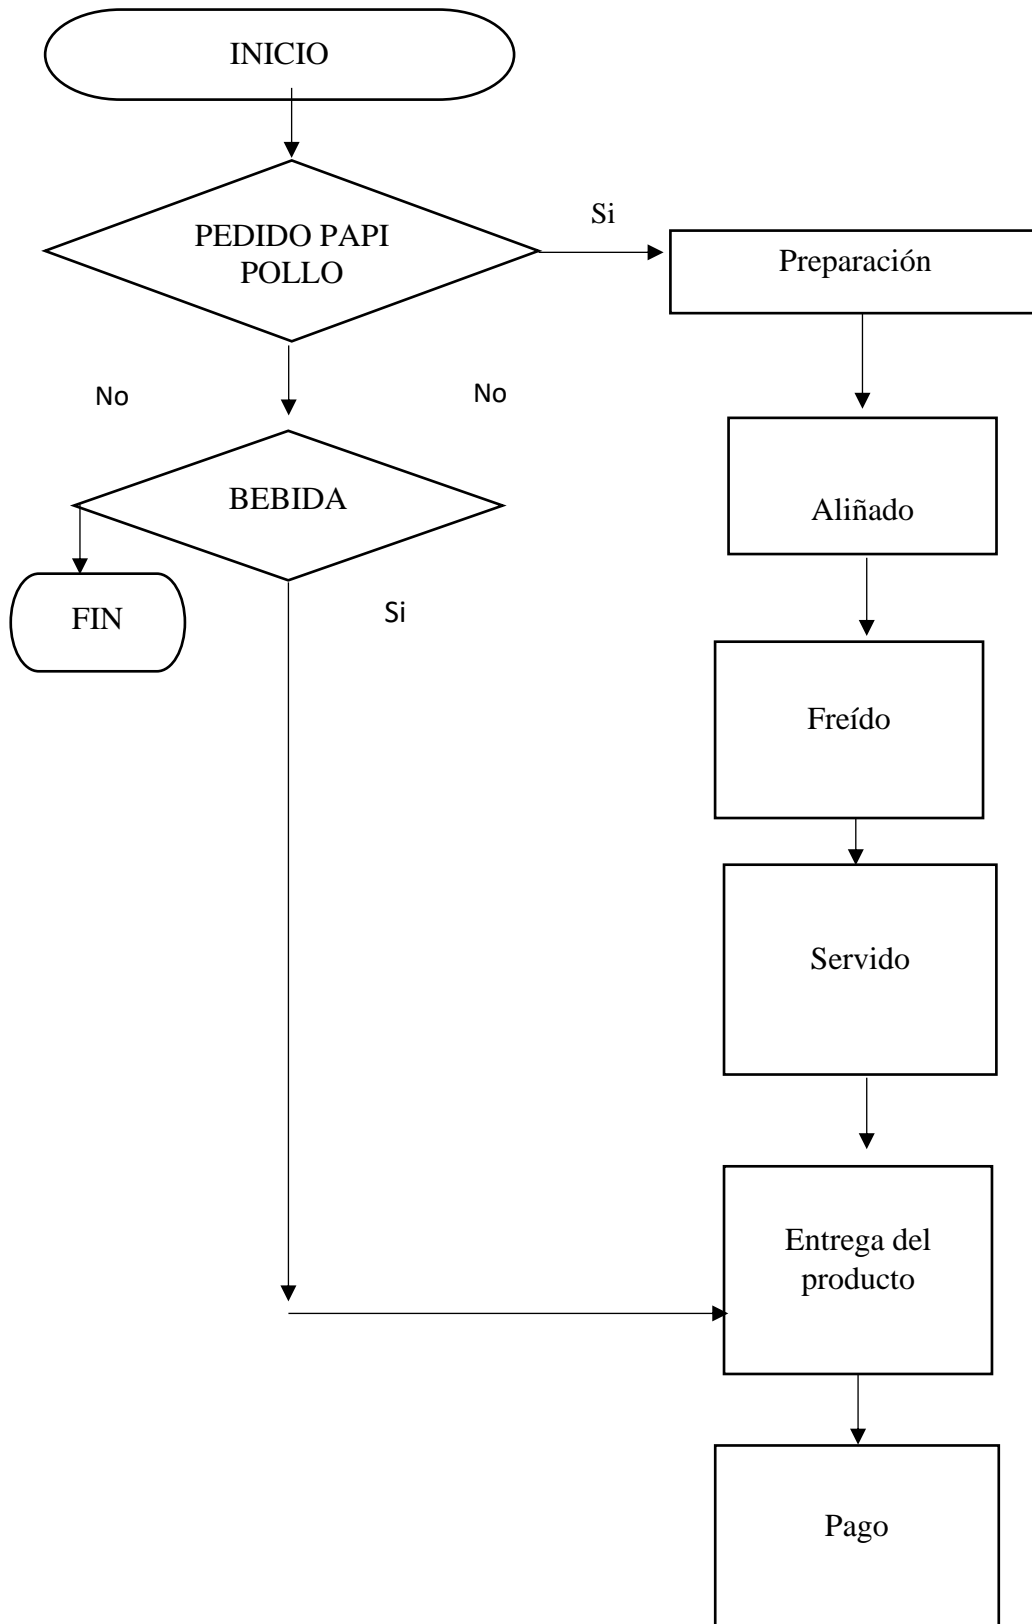 INICIO
PEDIDO PAPI
POLLO
Si
Preparación
No
No
BEBIDA
Aliñado
FIN
Si
Freído
Servido
Entrega del
producto
Pago